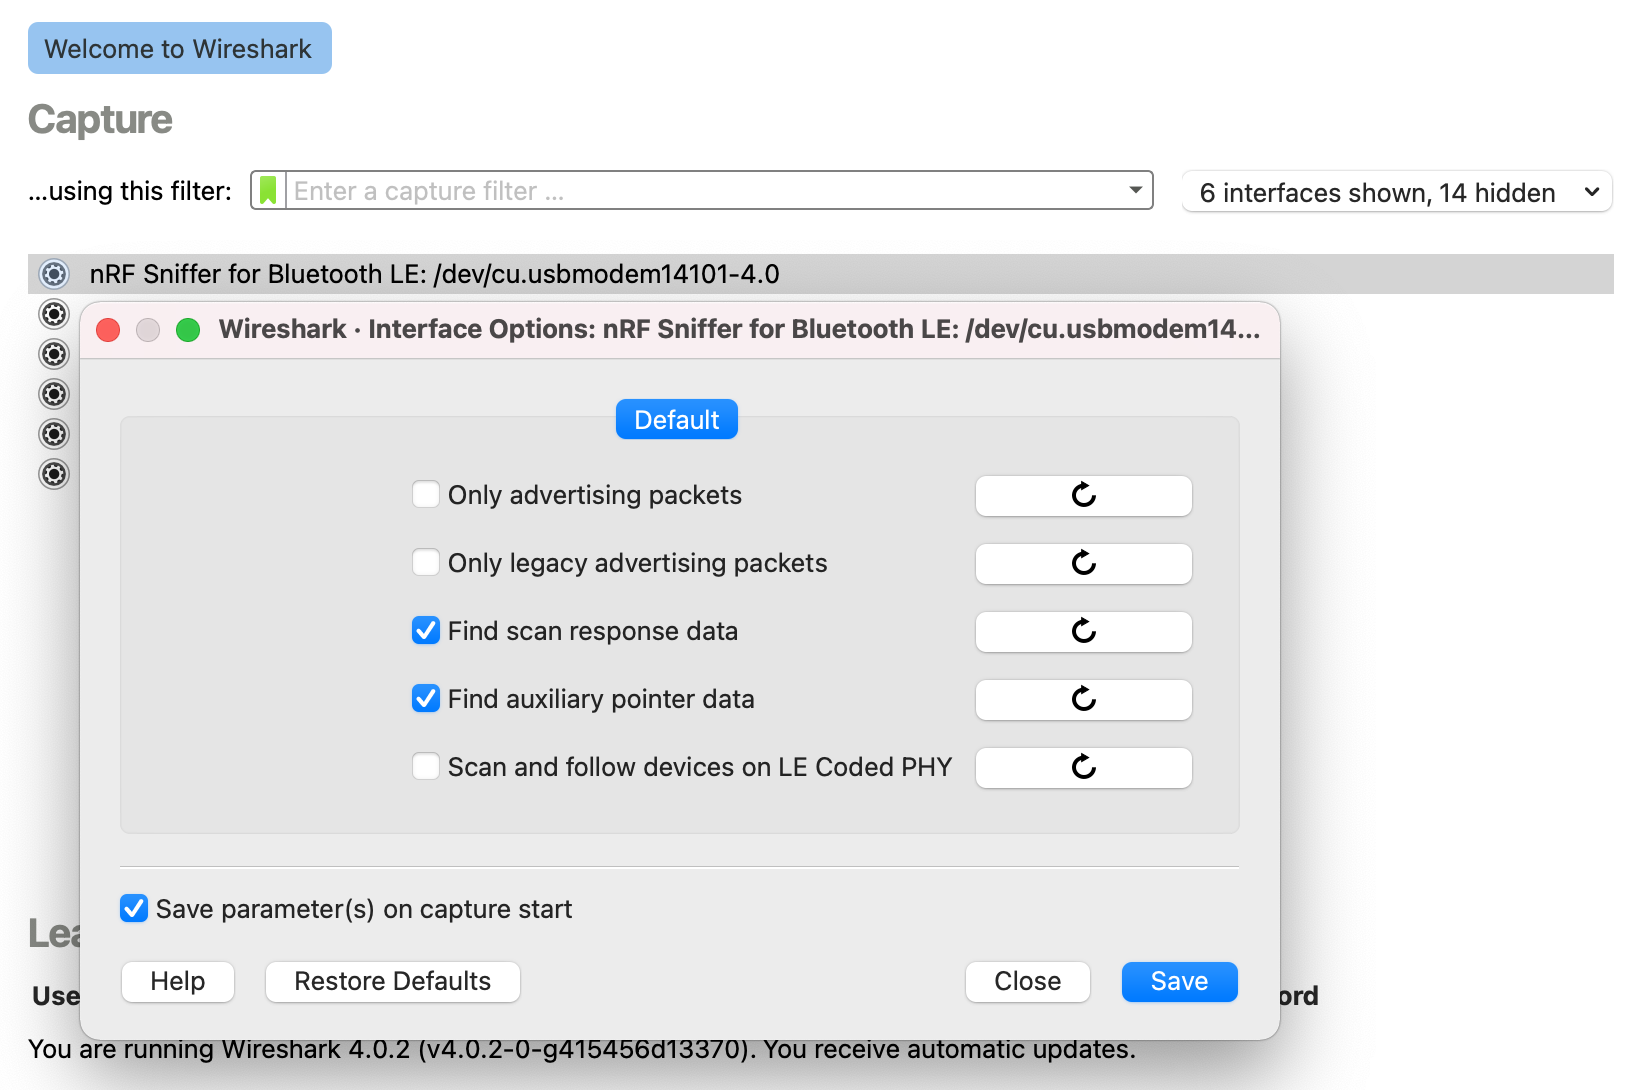 Welcome to Wireshark
Capture
...using this filter:
Enter a capture filter ...
6 interfaces shown, 14 hidden
nRF Sniffer for Bluetooth LE: /dev/cu.usbmodem14101-4.0
Wireshark · Interface Options: nRF Sniffer for Bluetooth LE: /dev/cu.usbmodem14...
Default
Only advertising packets
Only legacy advertising packets
Find scan response data
Find auxiliary pointer data
Scan and follow devices on LE Coded PHY
Save parameter(s) on capture start
Help
Restore Defaults
Close
Save
You are running Wireshark 4.0.2 (v4.0.2-0-g415456d13370). You receive automatic updates.